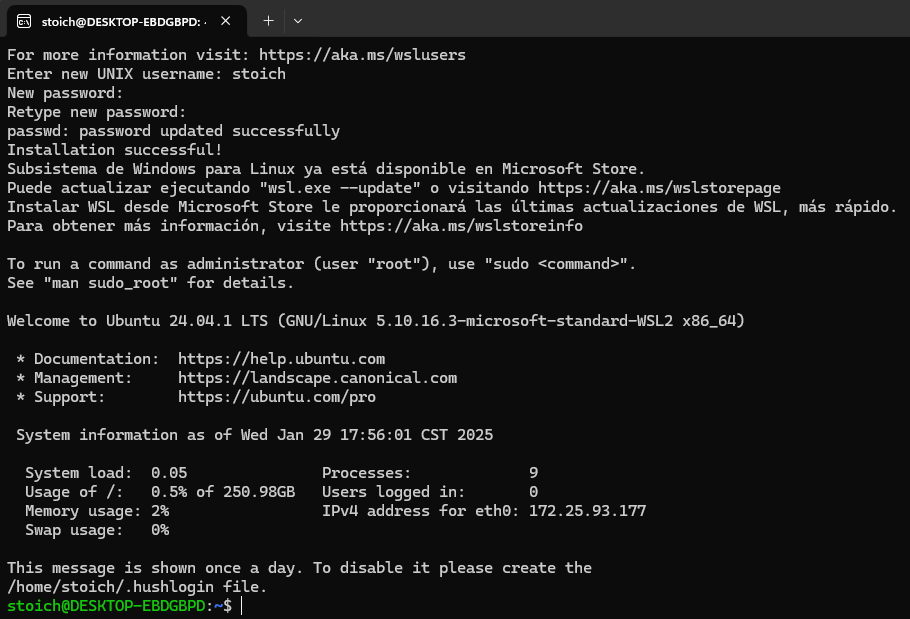 stoich@DESKTOP-EBDGBPD: ·
For more information visit: https://aka.ms/wslusers
Enter new UNIX username: stoich
New password:
Retype new password:
passwd: password updated successfully
Installation successful!
Subsistema de Windows para Linux ya está disponible en Microsoft Store.
Puede actualizar ejecutando "wsl.exe --update" o visitando https://aka.ms/wslstorepage
Instalar WSL desde Microsoft Store le proporcionará las últimas actualizaciones de WSL, más rápido.
Para obtener más información, visite https://aka.ms/wslstoreinfo

To run a command as administrator (user "root"), use "sudo <command>".
See "man sudo_root" for details.

Welcome to Ubuntu 24.04.1 LTS (GNU/Linux 5.10.16.3-microsoft-standard-WSL2 x86_64)

 * Documentation:  https://help.ubuntu.com
 * Management:     https://landscape.canonical.com
 * Support:        https://ubuntu.com/pro

 System information as of Wed Jan 29 17:56:01 CST 2025

  System load:  0.05               Processes:             9
  Usage of /:   0.5% of 250.98GB   Users logged in:       0
  Memory usage: 2%                 IPv4 address for eth0: 172.25.93.177
  Swap usage:   0%

This message is shown once a day. To disable it please create the
/home/stoich/.hushlogin file.
stoich@DESKTOP-EBDGBPD:~$